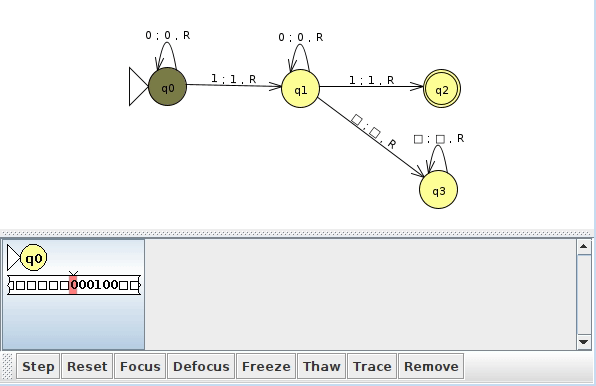 0 ; 0 , R
0 ; 0 , R
q0
1 ; 1 , R
q1
1 ; 1 , R
q2
□ ; □ , R
□ ; □ , R
q3
q0
□□□□□□000100□□
Step Reset Focus Defocus Freeze Thaw Trace Remove